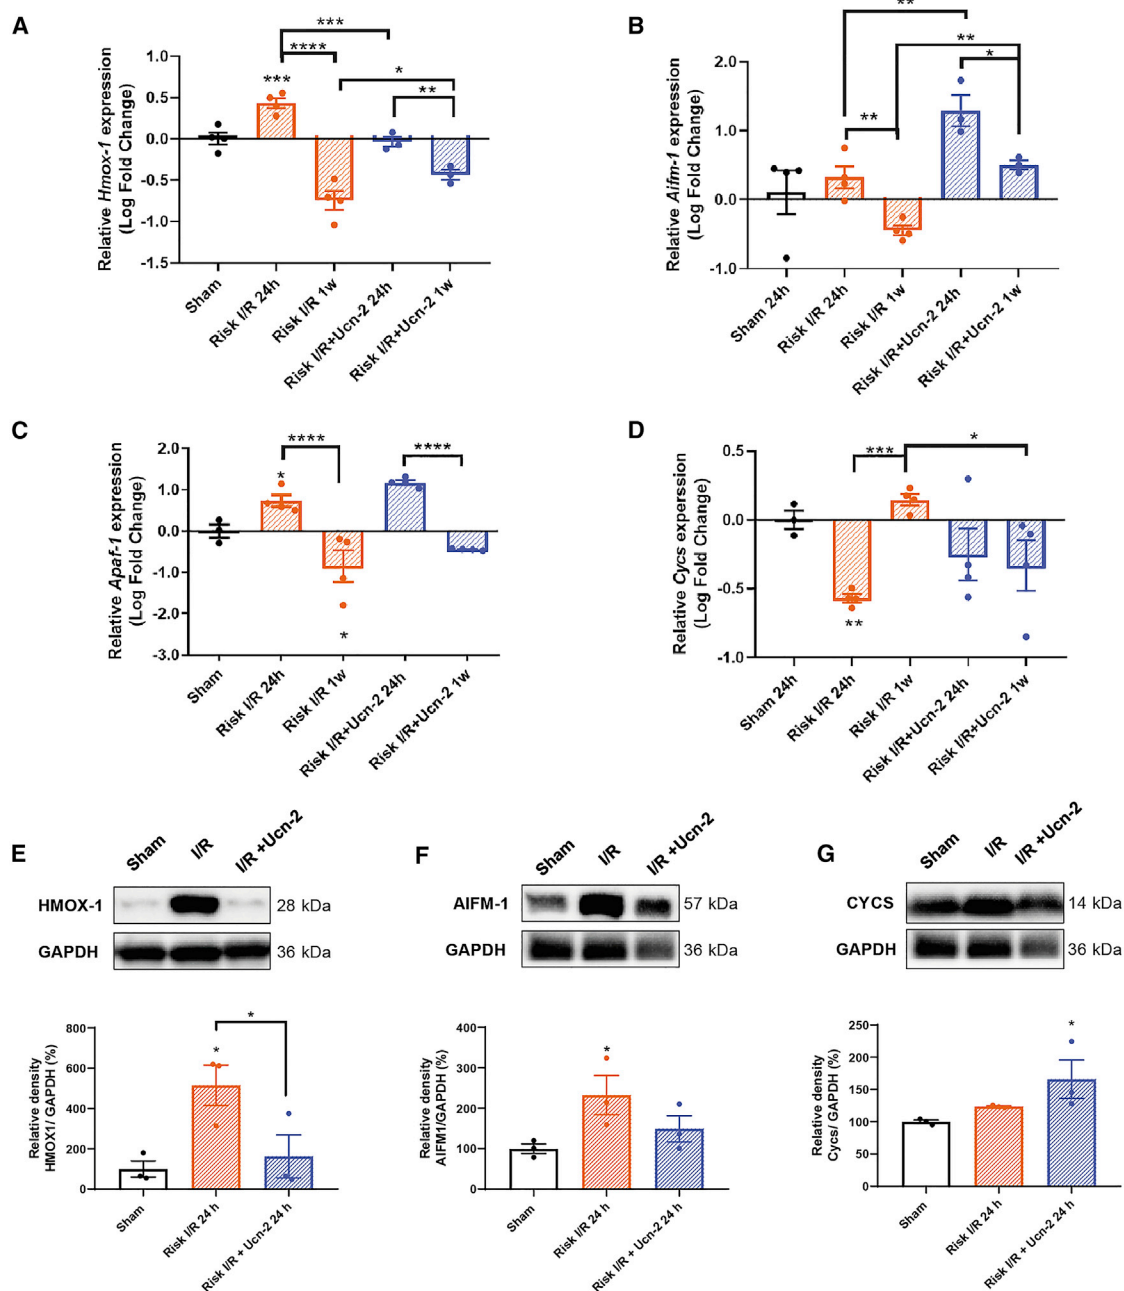 A
Relative Hmox-1 expression
(Log Fold Change)
1.0
0.5
0.0
-0.5
-1.0
-1.5
***
****
***
*
**
Sham
Risk I/R 24h
Risk I/R 1w
Risk I/R+Ucn-2 24h
Risk I/R+Ucn-2 1w
B
Relative Aifm-1 expression
(Log Fold Change)
2.0
1.0
0.0
-1.0
**
**
*
**
Sham 24h
Risk I/R 24h
Risk I/R 1w
Risk I/R+Ucn-2 24h
Risk I/R+Ucn-2 1w
C
Relative Apaf-1 expression
(Log Fold Change)
2.0
1.0
0.0
-1.0
-2.0
-3.0
****
****
*
*
Sham
Risk I/R 24h
Risk I/R 1w
Risk I/R+Ucn-2 24h
Risk I/R+Ucn-2 1w
D
Relative Cycs experssion
(Log Fold Change)
0.5
0.0
-0.5
-1.0
***
*
**
Sham 24h
Risk I/R 24h
Risk I/R 1w
Risk I/R+Ucn-2 24h
Risk I/R+Ucn-2 1w
E
Sham
I/R
I/R +Ucn-2
HMOX-1
28 kDa
GAPDH
36 kDa
Relative density
HMOX1/ GAPDH (%)
800
600
400
200
0
*
*
Sham
Risk I/R 24 h
Risk I/R + Ucn-2 24 h
F
Sham
I/R
I/R +Ucn-2
AIFM-1
57 kDa
GAPDH
36 kDa
Relative density
AIFM1/GAPDH (%)
400
300
200
100
0
*
Sham
Risk I/R 24 h
Risk I/R + Ucn-2 24 h
G
Sham
I/R
I/R +Ucn-2
CYCS
14 kDa
GAPDH
36 kDa
Relative density
Cycs/ GAPDH (%)
250
200
150
100
50
0
*
Sham
Risk I/R 24 h
Risk I/R + Ucn-2 24 h